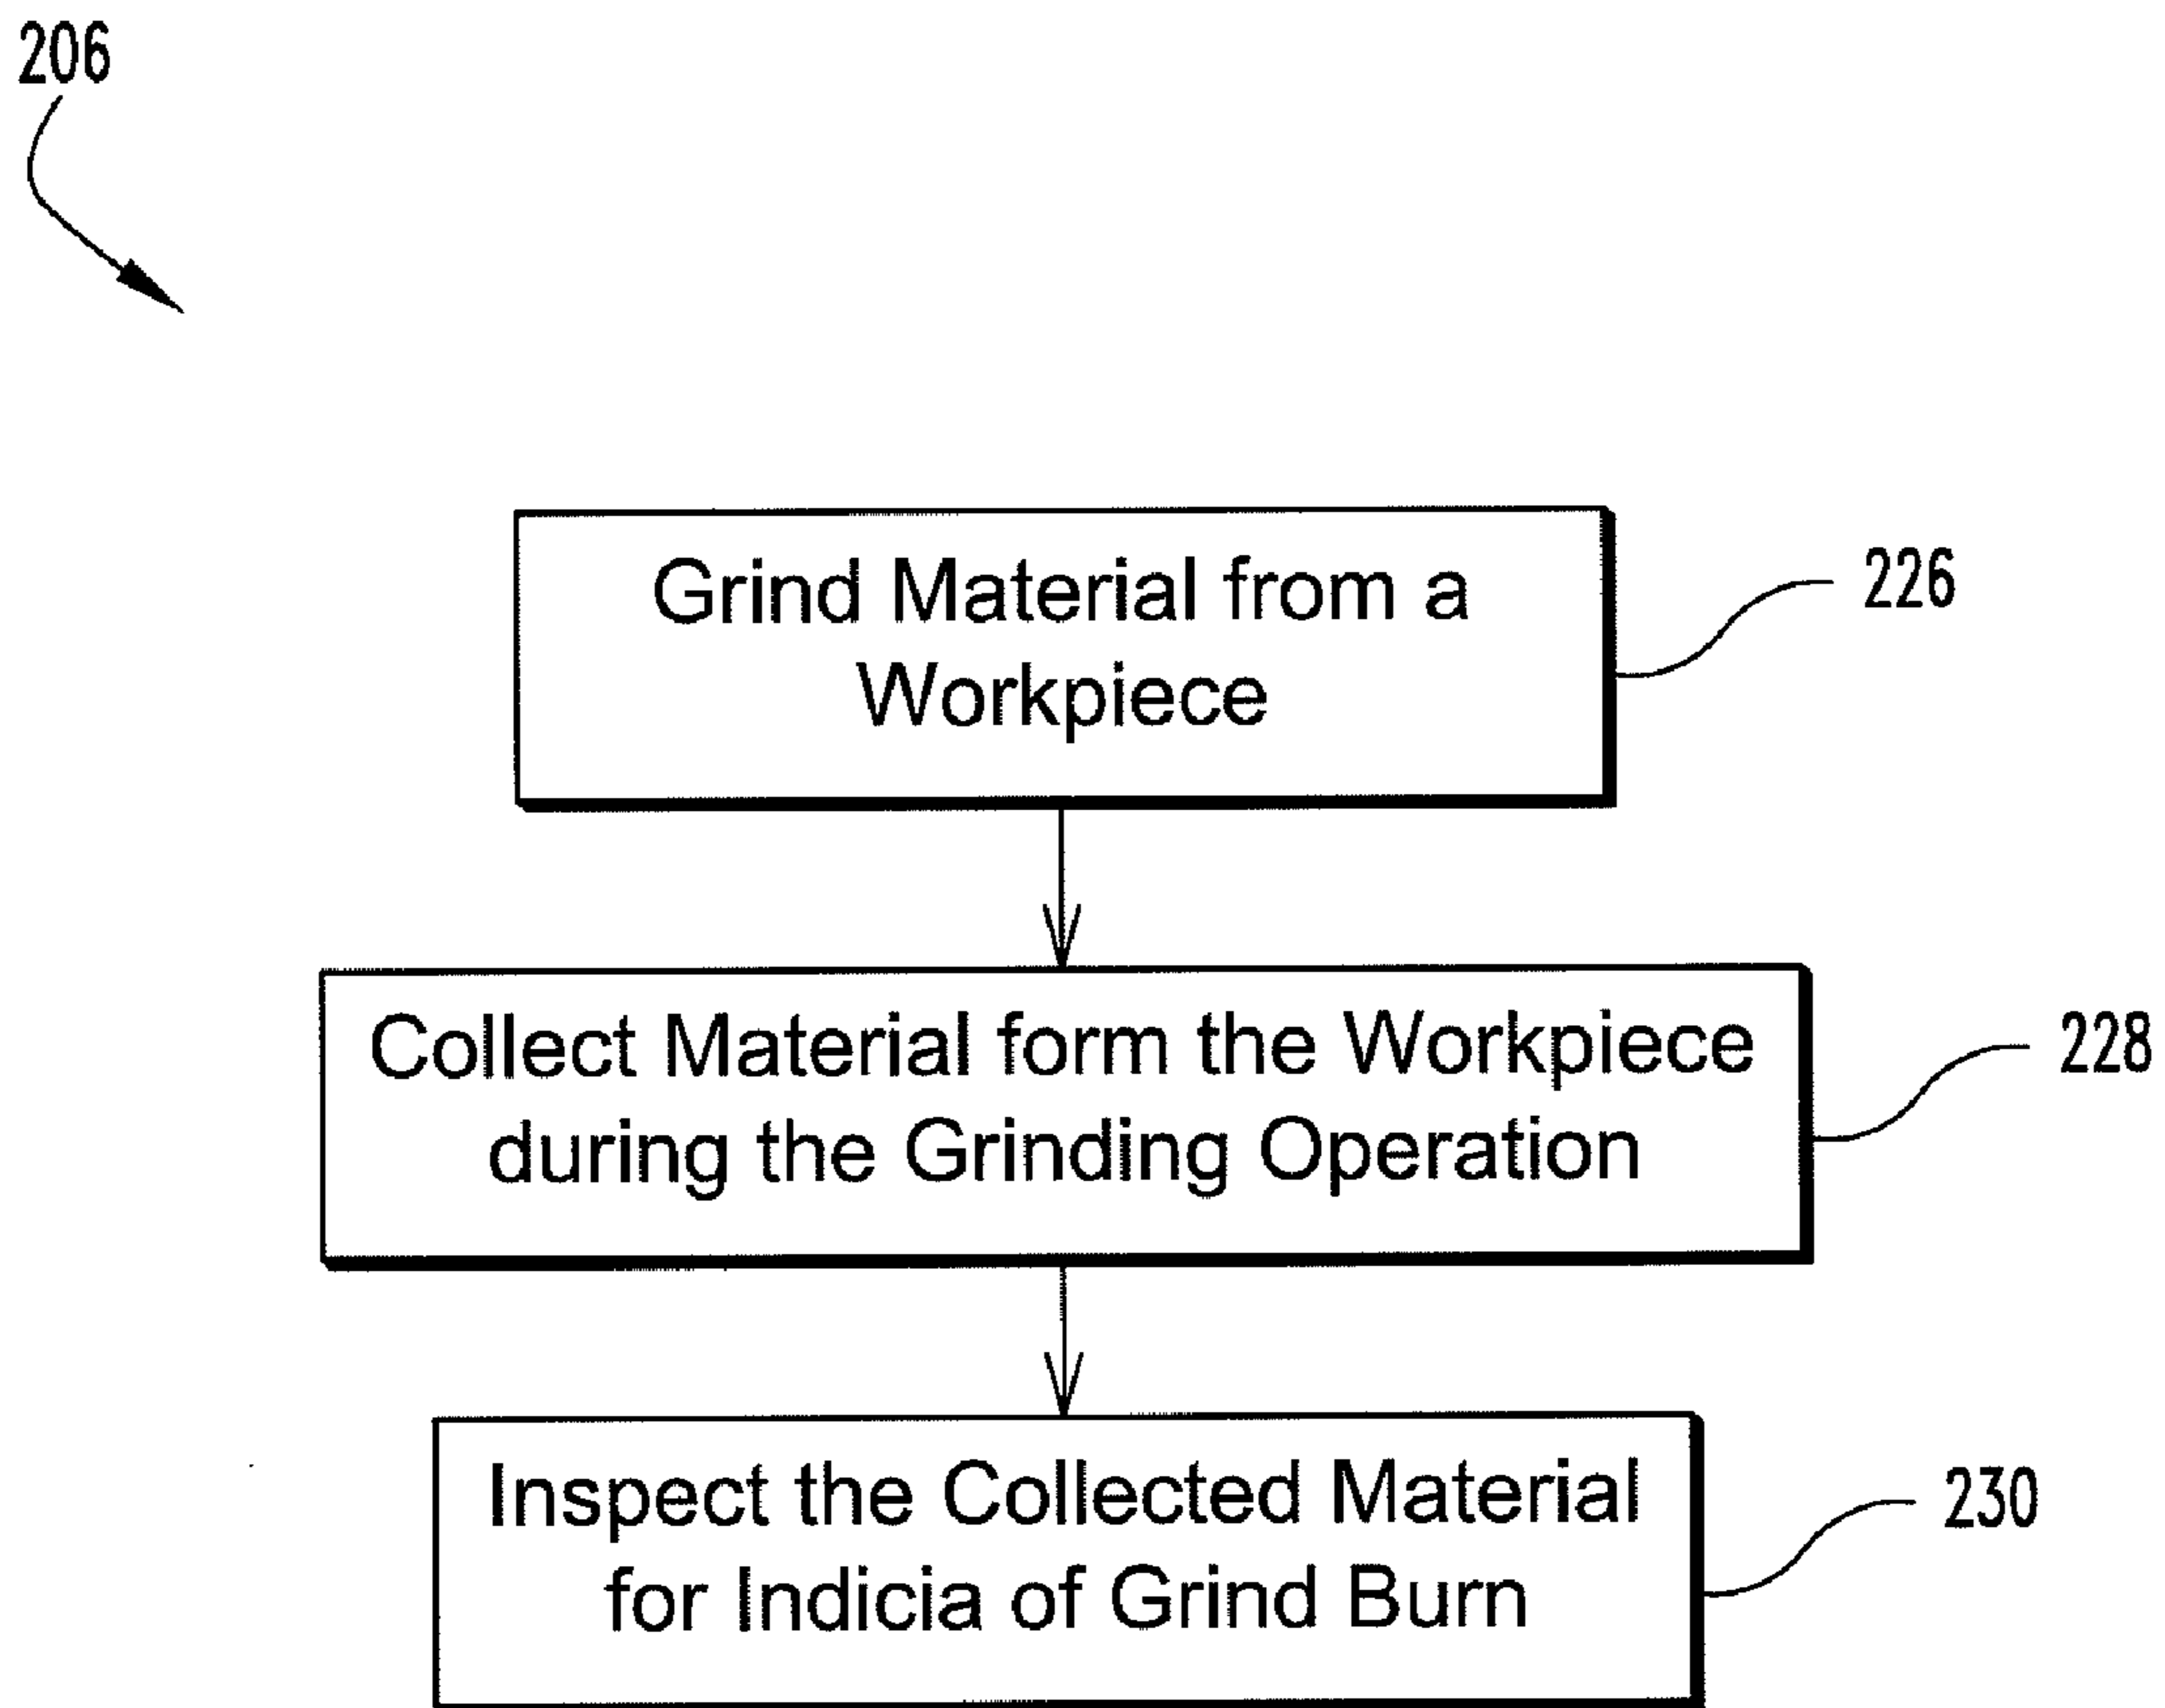 206
Grind Material from a
Workpiece
226
Collect Material form the Workpiece
during the Grinding Operation
228
Inspect the Collected Material
for Indicia of Grind Burn
230